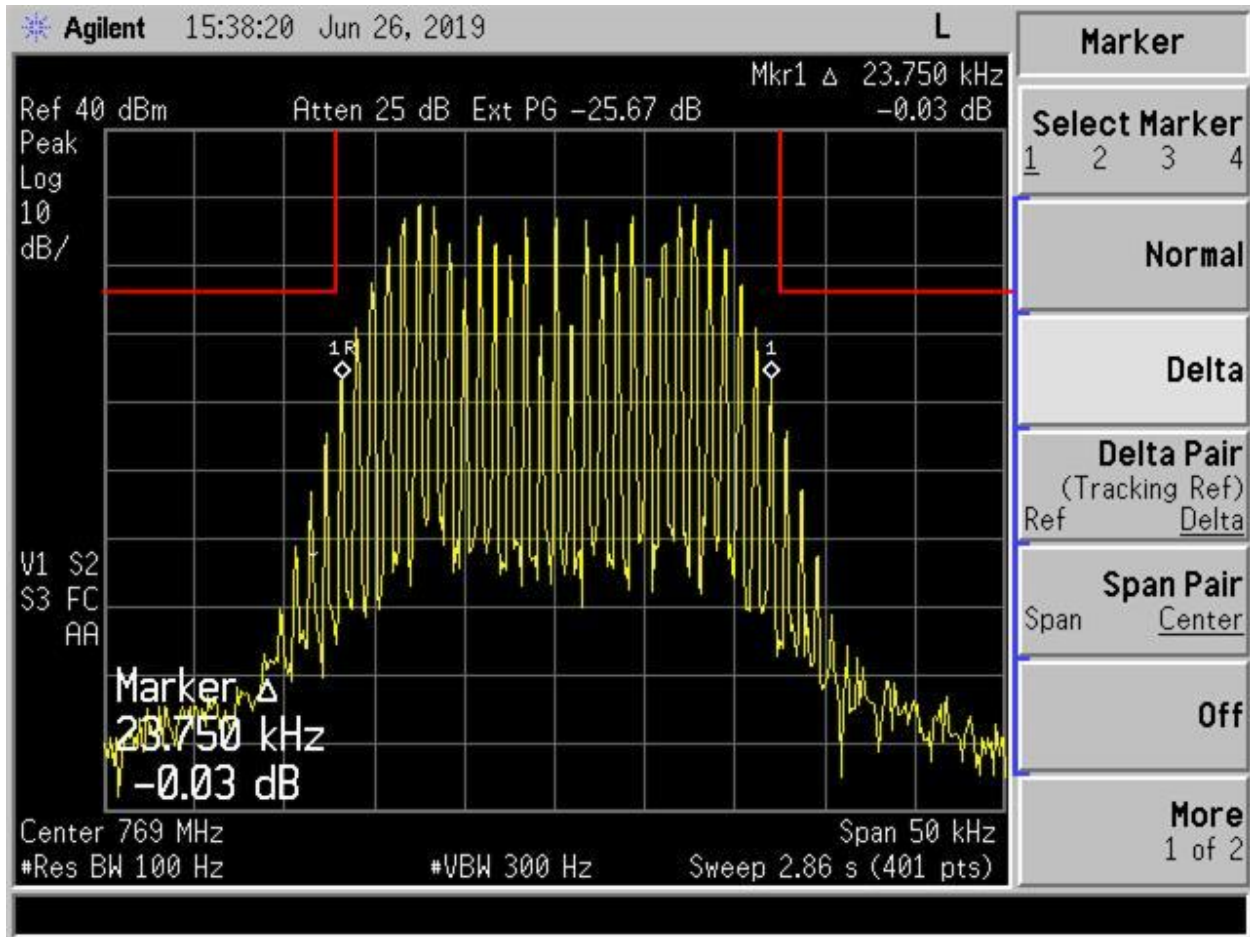 Agilent 15:38:20 Jun 26, 2019 L
Mkr1 Δ 23.750 kHz
Ref 40 dBm Atten 25 dB Ext PG -25.67 dB -0.03 dB
Peak
Log
10
dB/
1R 1
V1 S2
S3 FC
AA
Marker Δ
23.750 kHz
-0.03 dB
Center 769 MHz Span 50 kHz
#Res BW 100 Hz #VBW 300 Hz Sweep 2.86 s (401 pts)
Marker
Select Marker
1 2 3 4
Normal
Delta
Delta Pair
(Tracking Ref)
Ref Delta
Span Pair
Span Center
Off
More
1 of 2